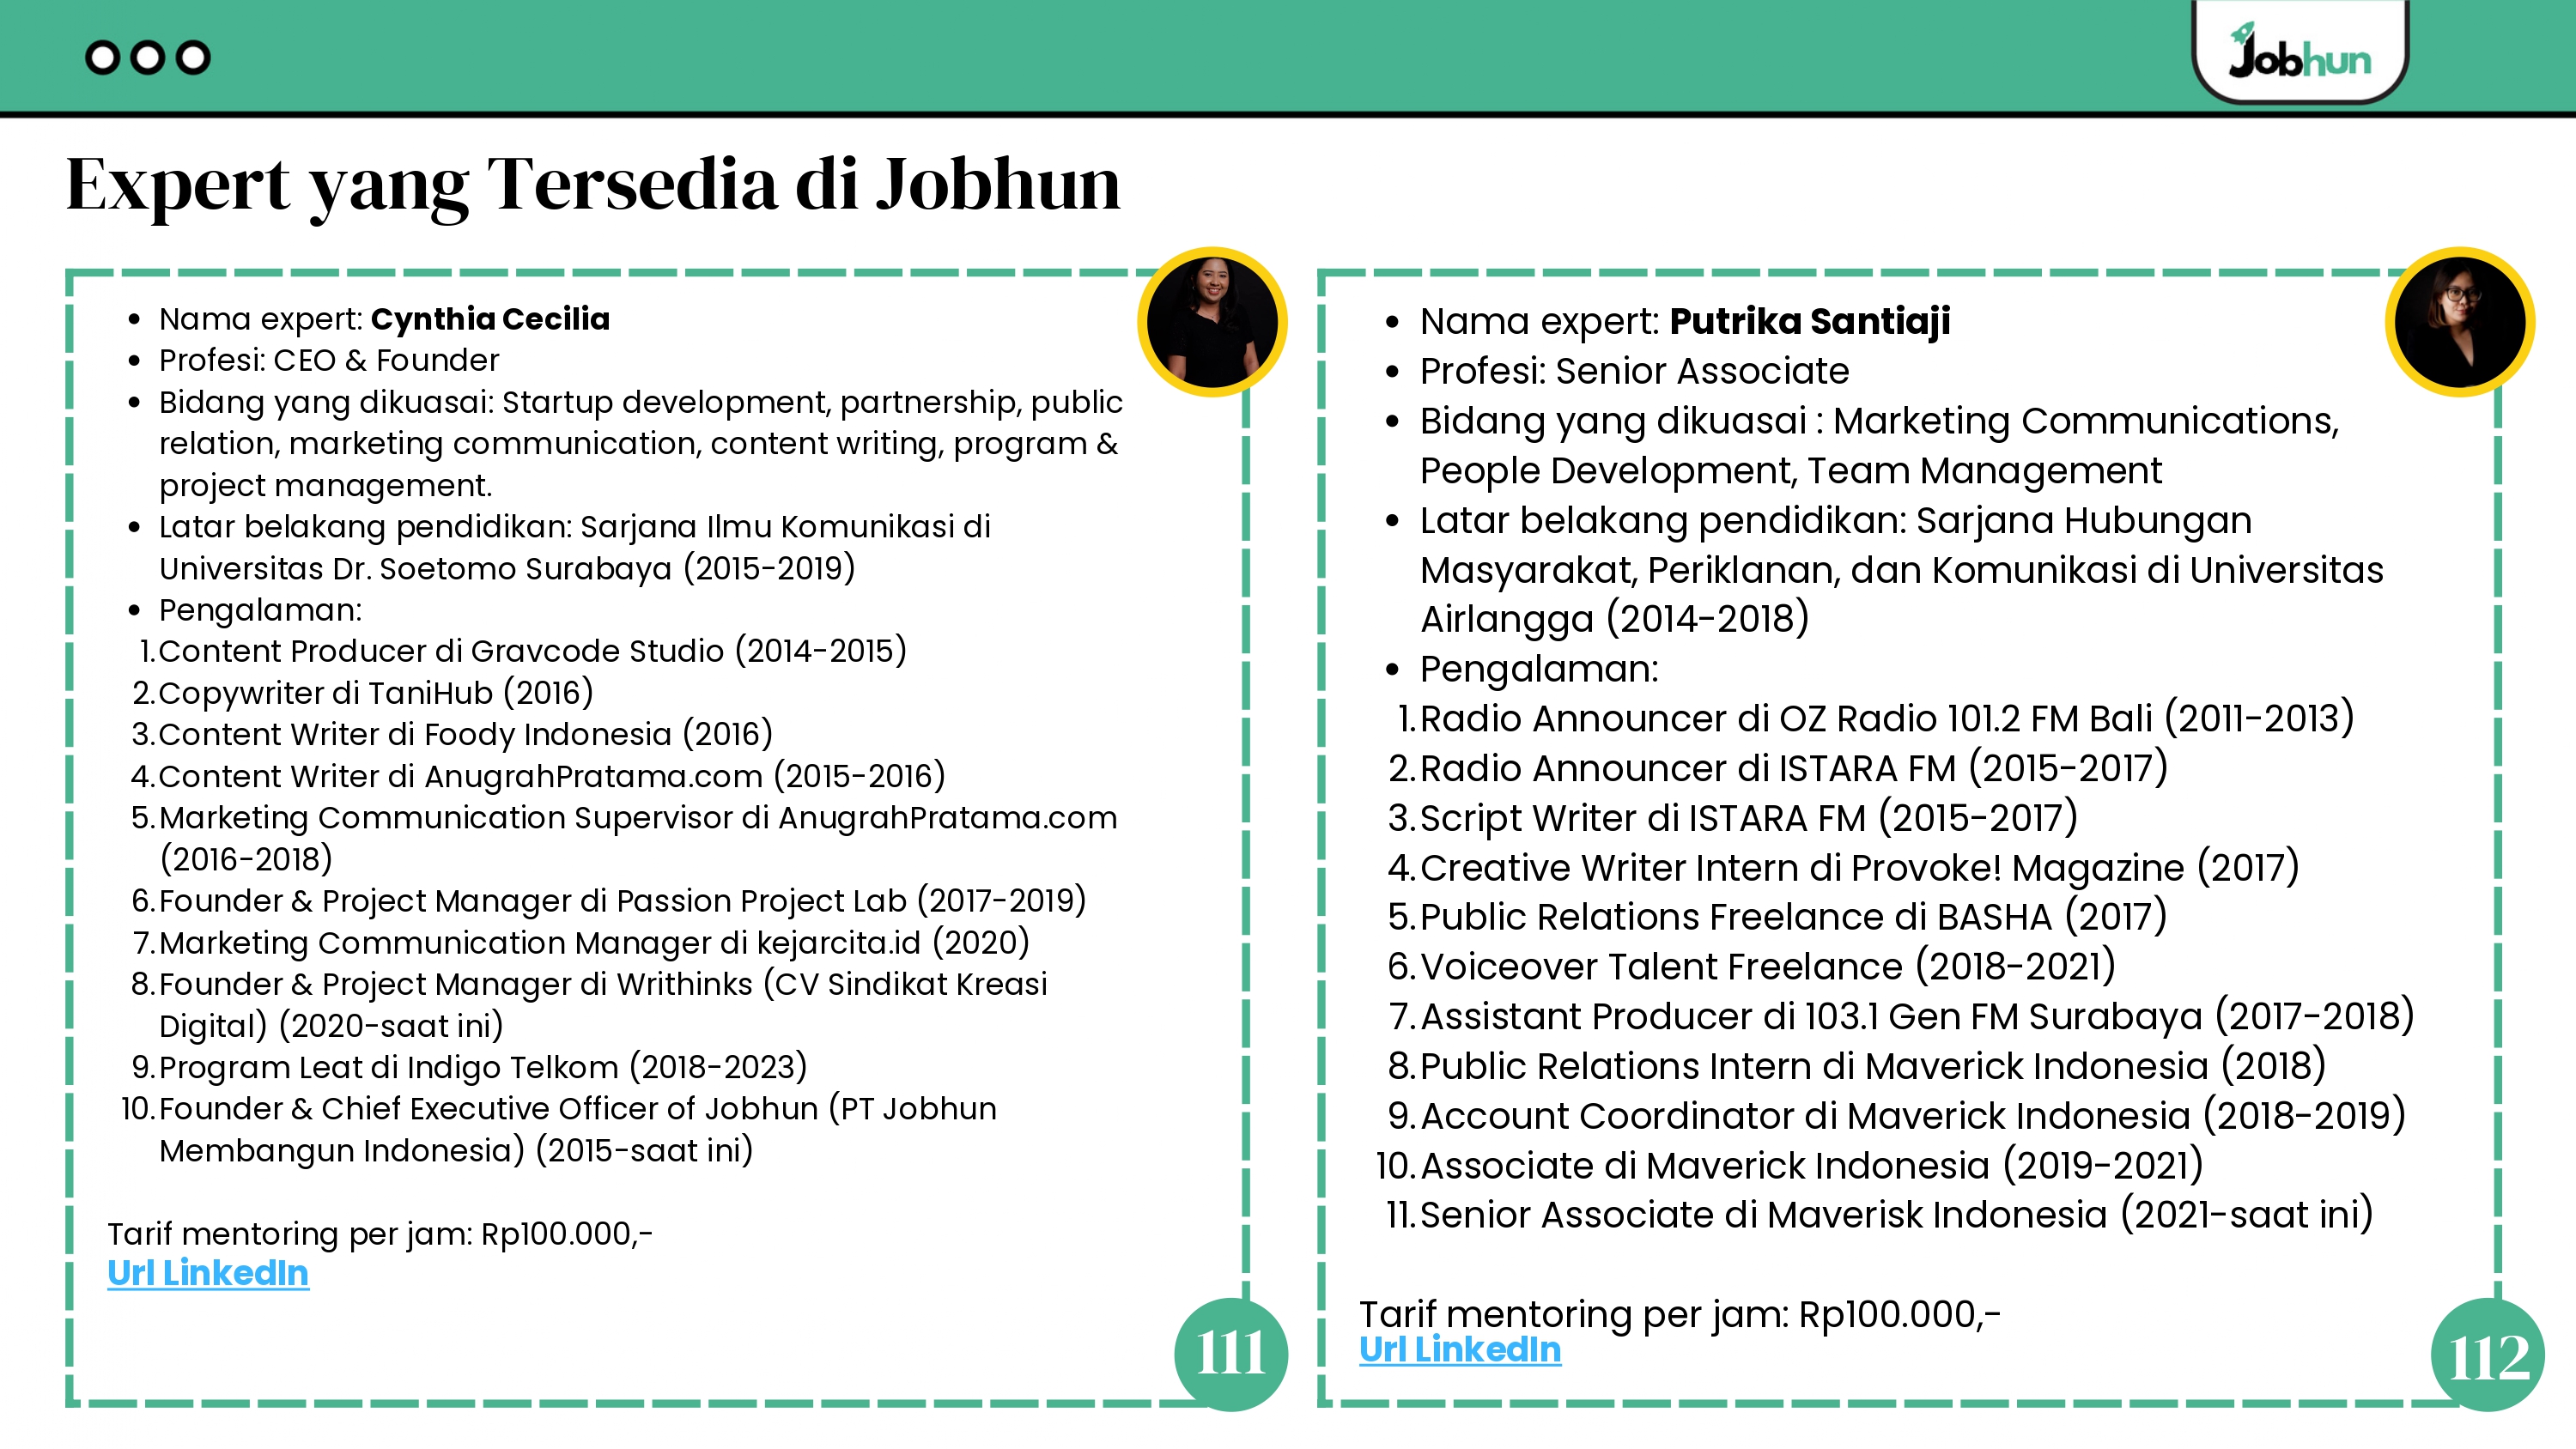 Jobhun
Expert yang Tersedia di Jobhun
• Nama expert: Cynthia Cecilia
• Profesi: CEO & Founder
• Bidang yang dikuasai: Startup development, partnership, public
relation, marketing communication, content writing, program &
project management.
• Latar belakang pendidikan: Sarjana Ilmu Komunikasi di
Universitas Dr. Soetomo Surabaya (2015-2019)
• Pengalaman:
1. Content Producer di Gravcode Studio (2014-2015)
2. Copywriter di TaniHub (2016)
3. Content Writer di Foody Indonesia (2016)
4. Content Writer di AnugrahPratama.com (2015-2016)
5. Marketing Communication Supervisor di AnugrahPratama.com
(2016-2018)
6. Founder & Project Manager di Passion Project Lab (2017-2019)
7. Marketing Communication Manager di kejarcita.id (2020)
8. Founder & Project Manager di Writhinks (CV Sindikat Kreasi
Digital) (2020-saat ini)
9. Program Leat di Indigo Telkom (2018-2023)
10. Founder & Chief Executive Officer of Jobhun (PT Jobhun
Membangun Indonesia) (2015-saat ini)
Tarif mentoring per jam: Rp100.000,-
Url LinkedIn
111
• Nama expert: Putrika Santiaji
• Profesi: Senior Associate
• Bidang yang dikuasai : Marketing Communications,
People Development, Team Management
• Latar belakang pendidikan: Sarjana Hubungan
Masyarakat, Periklanan, dan Komunikasi di Universitas
Airlangga (2014-2018)
• Pengalaman:
1. Radio Announcer di OZ Radio 101.2 FM Bali (2011-2013)
2. Radio Announcer di ISTARA FM (2015-2017)
3. Script Writer di ISTARA FM (2015-2017)
4. Creative Writer Intern di Provoke! Magazine (2017)
5. Public Relations Freelance di BASHA (2017)
6. Voiceover Talent Freelance (2018-2021)
7. Assistant Producer di 103.1 Gen FM Surabaya (2017-2018)
8. Public Relations Intern di Maverick Indonesia (2018)
9. Account Coordinator di Maverick Indonesia (2018-2019)
10. Associate di Maverick Indonesia (2019-2021)
11. Senior Associate di Maverisk Indonesia (2021-saat ini)
Tarif mentoring per jam: Rp100.000,-
Url LinkedIn
112